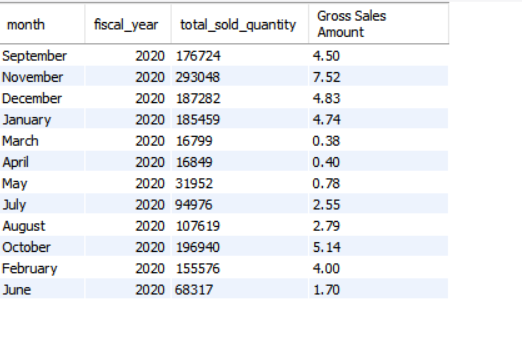 month fiscal_year total_sold_quantity Gross Sales Amount
September 2020 176724 4.50
November 2020 293048 7.52
December 2020 187282 4.83
January 2020 185459 4.74
March 2020 16799 0.38
April 2020 16849 0.40
May 2020 31952 0.78
July 2020 94976 2.55
August 2020 107619 2.79
October 2020 196940 5.14
February 2020 155576 4.00
June 2020 68317 1.70